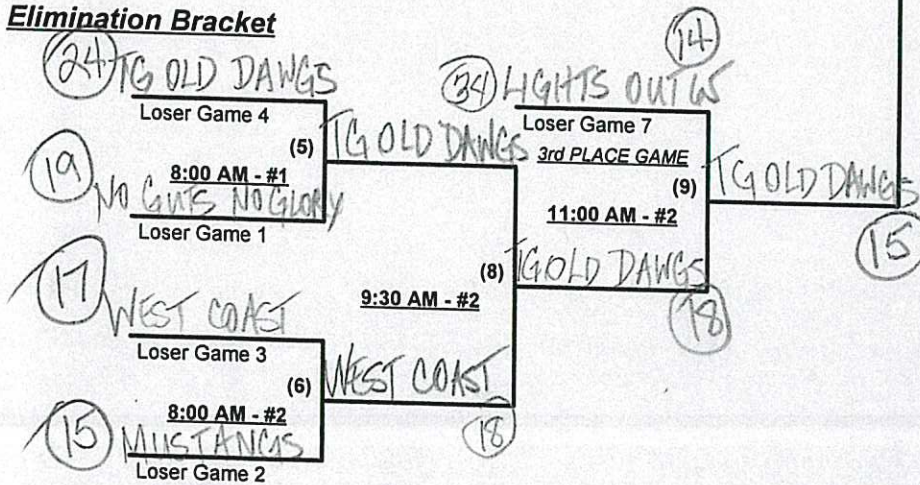 Elimination Bracket
24 TG OLD DAWGS
Loser Game 4
(5)
8:00 AM - #1
19 NO GUTS NO GLORY
Loser Game 1
TG OLD DAWGS
17 WEST COAST
Loser Game 3
(6)
8:00 AM - #2
15 MUSTANGS
Loser Game 2
WEST COAST
18
(8)
9:30 AM - #2
34 LIGHTS OUT
14
Loser Game 7
3rd PLACE GAME
(9)
11:00 AM - #2
TG OLD DAWGS
18
TG OLD DAWGS
15